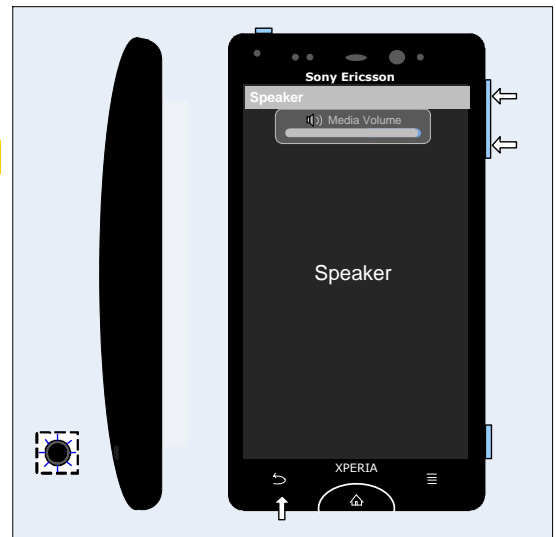 Sony Ericsson
Speaker
Media Volume
Speaker
XPERIA